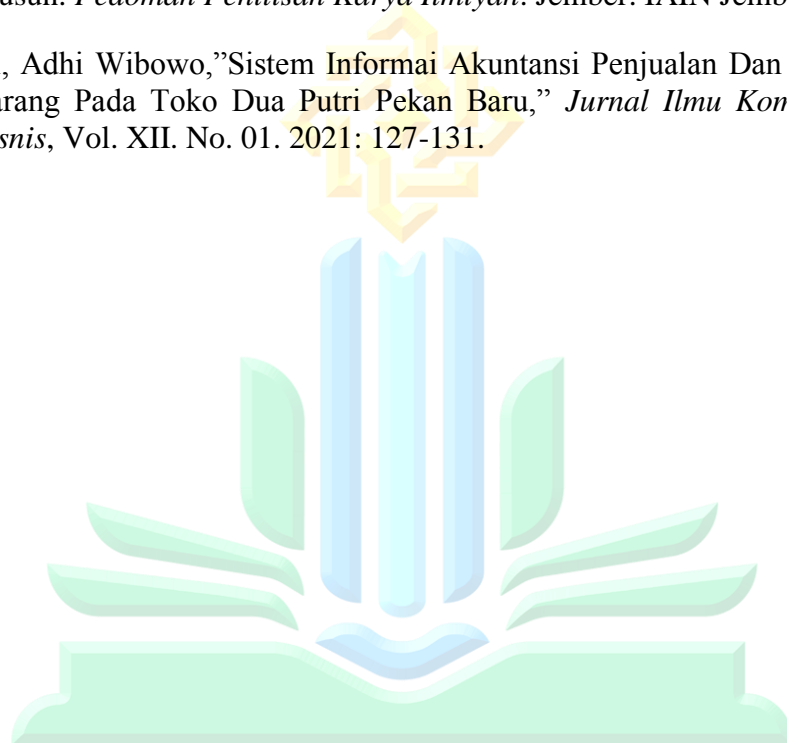 usun. Pedoman Penulisan Karya Ilmiyah. Jember. IAIN Jemb
, Adhi Wibowo,”Sistem Informai Akuntansi Penjualan Dan
arang Pada Toko Dua Putri Pekan Baru,” Jurnal Ilmu Kom
snis, Vol. XII. No. 01. 2021: 127-131.